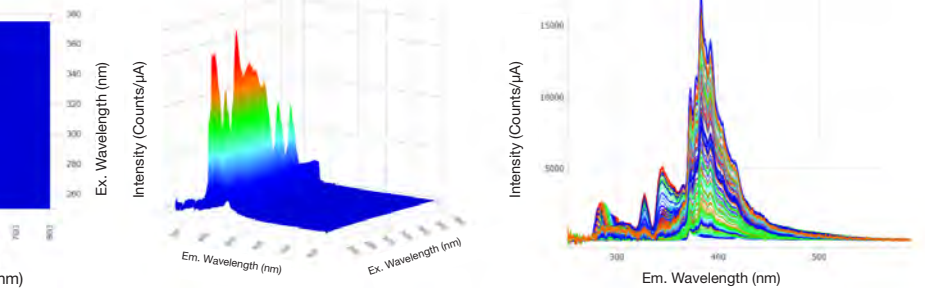 380
360
340
320
300
280
260
Ex. Wavelength (nm)
700
nm)
Intensity (Counts/µA)
Em. Wavelength (nm)
Ex. Wavelength (nm)
Intensity (Counts/µA)
15000
10000
5000
300
400
500
Em. Wavelength (nm)